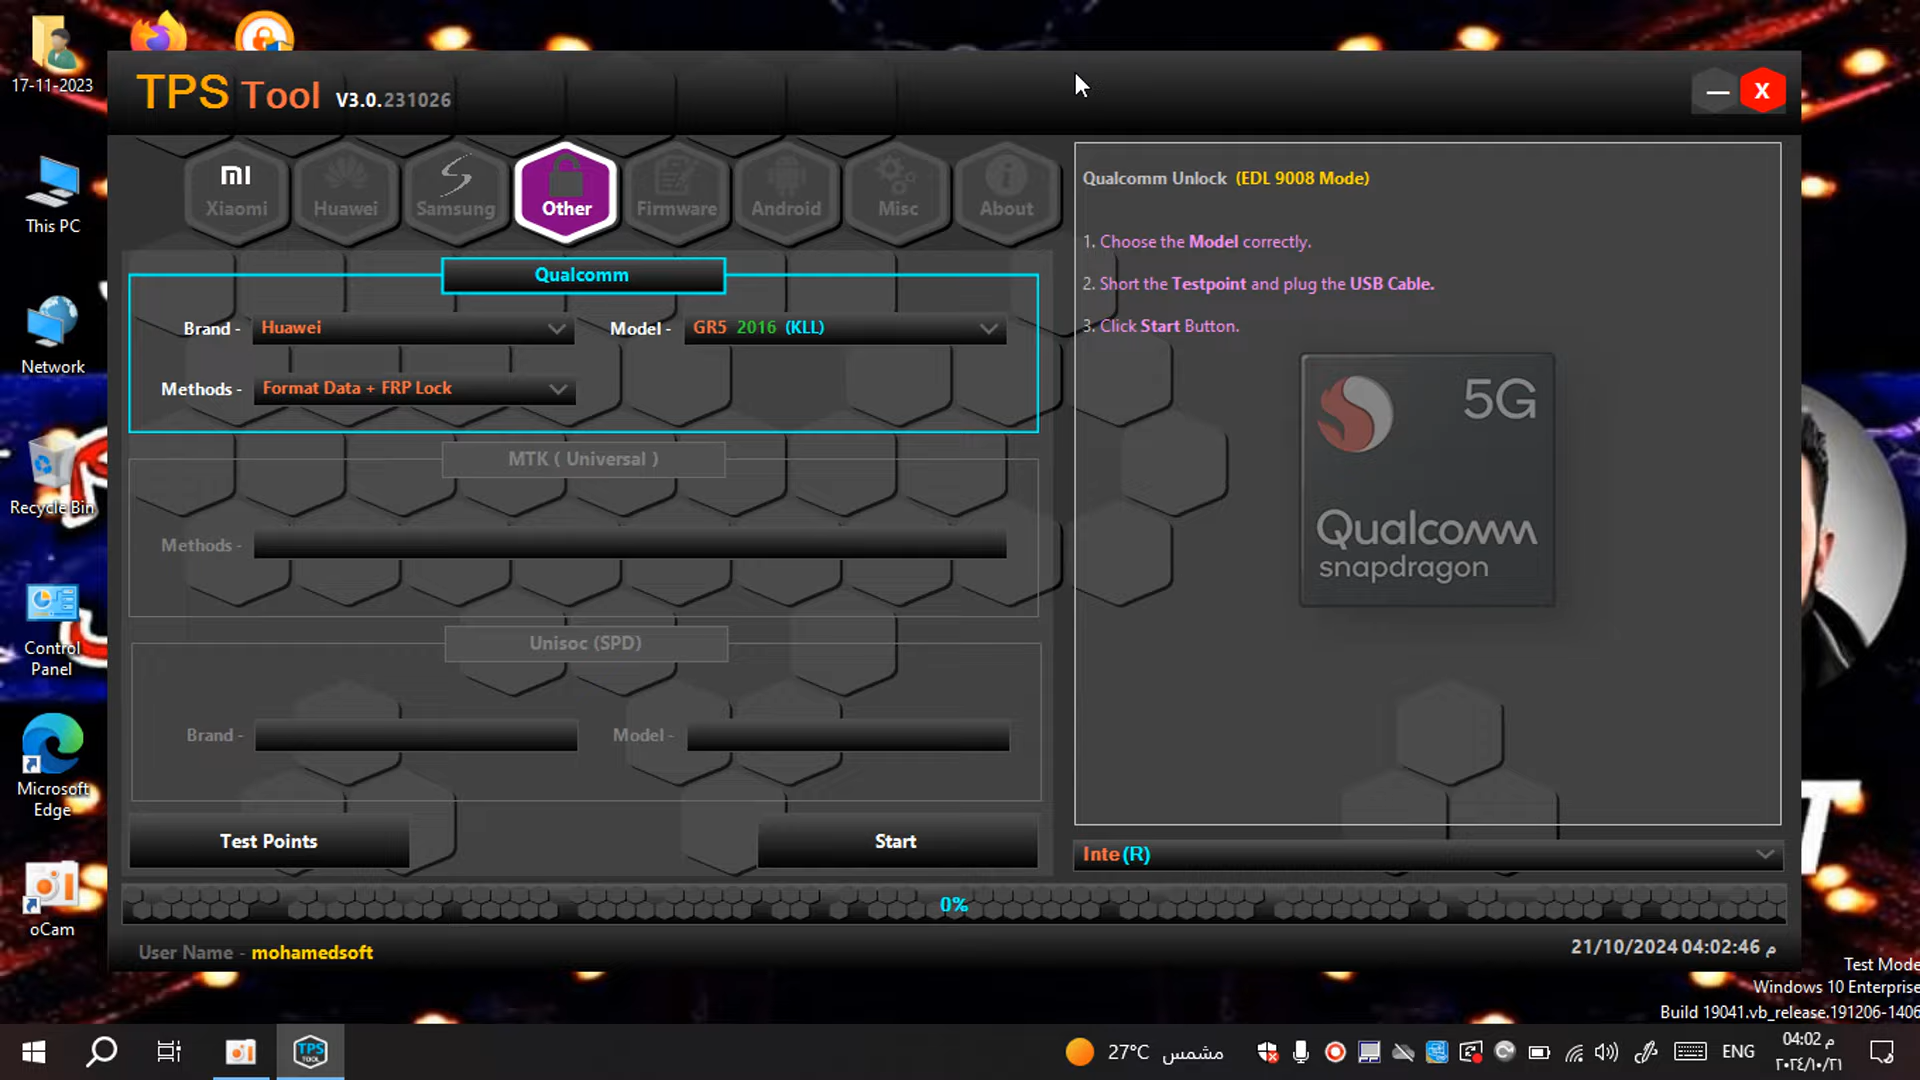 17-11-2023
This PC
Network
Recycle Bin
Control
Panel
Microsoft
Edge
oCam
TPS Tool V3.0.231026
X
MI
Xiaomi
Huawei
Samsung
Other
Firmware
Android
Misc
About
Qualcomm
Brand - Huawei
Model - GR5 2016 (KLL)
Methods - Format Data + FRP Lock
MTK ( Universal )
Methods -
Unisoc (SPD)
Brand -
Model -
Test Points
Start
Qualcomm Unlock (EDL 9008 Mode)
1. Choose the Model correctly.
2. Short the Testpoint and plug the USB Cable.
3. Click Start Button.
5G
Qualcomm
snapdragon
Inte(R)
0%
User Name - mohamedsoft
21/10/2024 04:02:46 م
Test Mode
Windows 10 Enterprise
Build 19041.vb_release.191206-1406
TPS
TOOL
27°C مشمس
ENG
04:02 م
٢٠٢٤/١٠/٢١